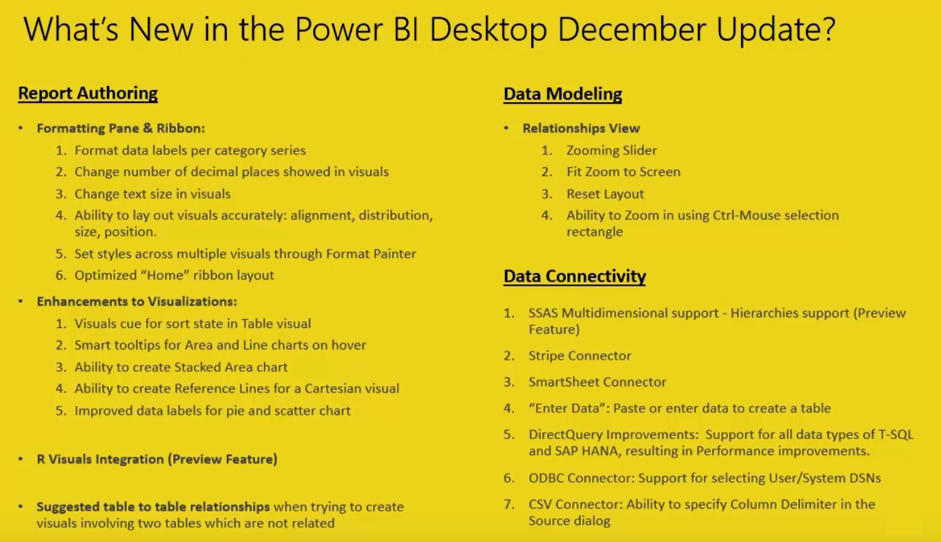 What's New in the Power BI Desktop December Update?
Report Authoring
• Formatting Pane & Ribbon:
1. Format data labels per category series
2. Change number of decimal places showed in visuals
3. Change text size in visuals
4. Ability to lay out visuals accurately: alignment, distribution,
size, position.
5. Set styles across multiple visuals through Format Painter
6. Optimized “Home” ribbon layout
• Enhancements to Visualizations:
1. Visuals cue for sort state in Table visual
2. Smart tooltips for Area and Line charts on hover
3. Ability to create Stacked Area chart
4. Ability to create Reference Lines for a Cartesian visual
5. Improved data labels for pie and scatter chart
• R Visuals Integration (Preview Feature)
• Suggested table to table relationships when trying to create
visuals involving two tables which are not related
Data Modeling
• Relationships View
1. Zooming Slider
2. Fit Zoom to Screen
3. Reset Layout
4. Ability to Zoom in using Ctrl-Mouse selection
rectangle
Data Connectivity
1. SSAS Multidimensional support - Hierarchies support (Preview
Feature)
2. Stripe Connector
3. SmartSheet Connector
4. “Enter Data”: Paste or enter data to create a table
5. DirectQuery Improvements: Support for all data types of T-SQL
and SAP HANA, resulting in Performance improvements.
6. ODBC Connector: Support for selecting User/System DSNs
7. CSV Connector: Ability to specify Column Delimiter in the
Source dialog